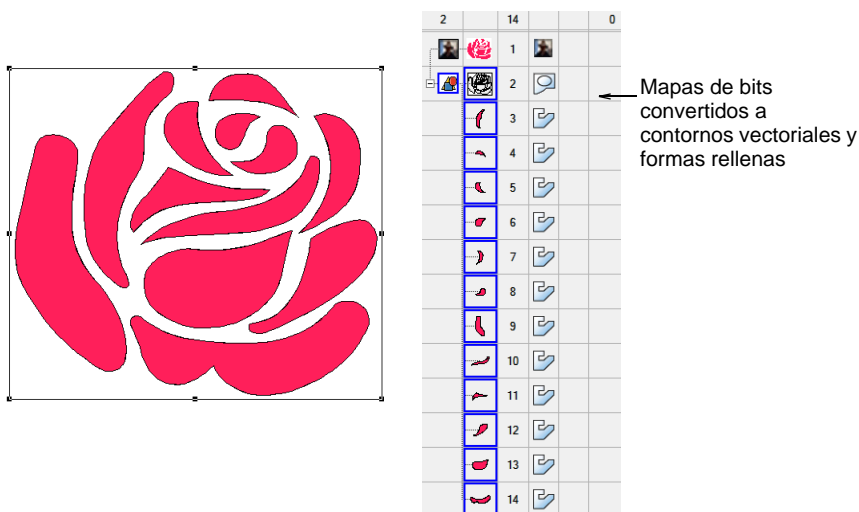 2 14 0
1
2
Mapas de bits
convertidos a
contornos vectoriales y
formas rellenas
3
4
5
6
7
8
9
10
11
12
13
14